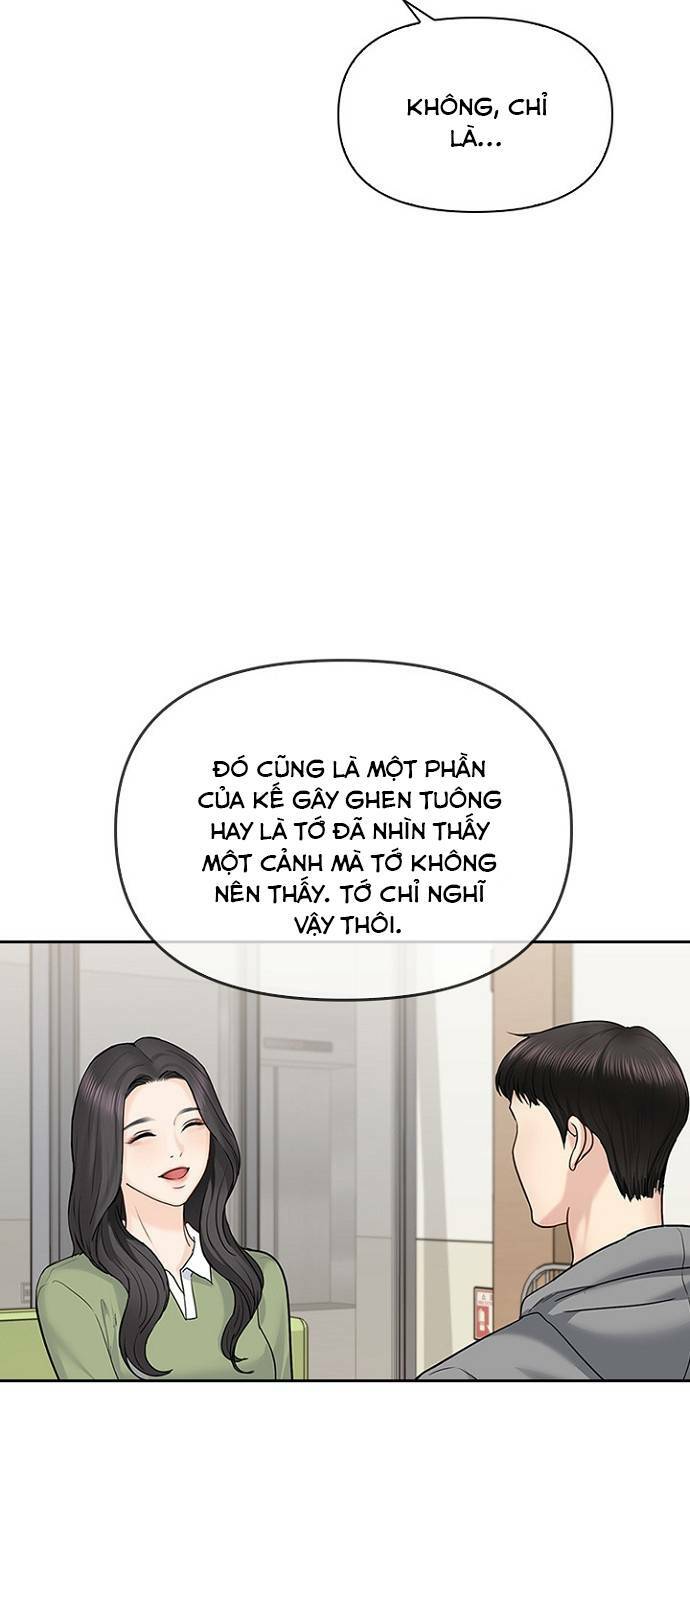 KHÔNG, CHỈ
LÀ...
ĐÓ CŨNG LÀ MỘT PHẦN
CỦA KẾ GÂY GHEN TUÔNG
HAY LÀ TỚ ĐÃ NHÌN THẤY
MỘT CẢNH MÀ TỚ KHÔNG
NÊN THẤY. TỚ CHỈ NGHĨ
VẬY THÔI.